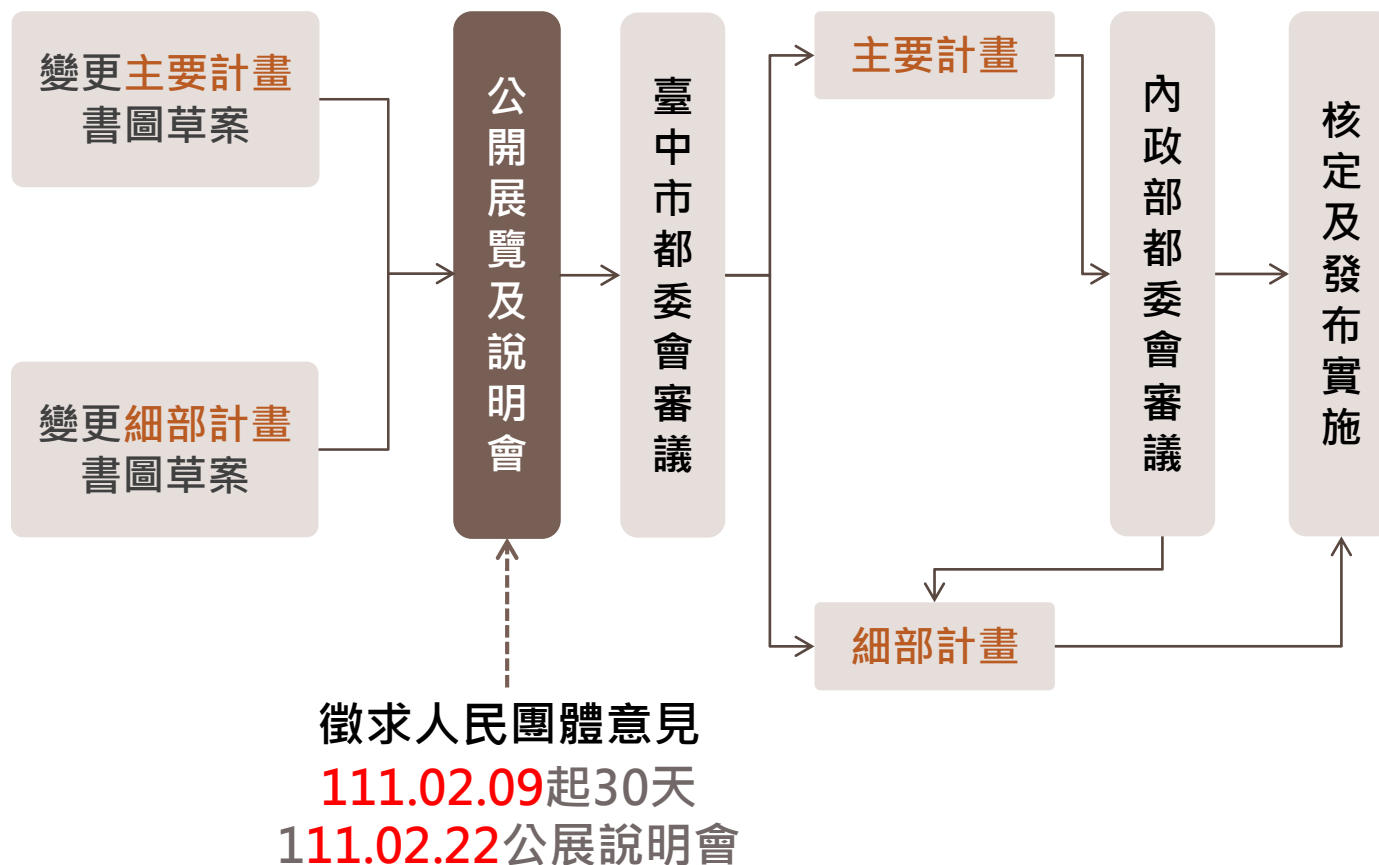 變更主要計畫
書圖草案
變更細部計畫
書圖草案
公開展覽及說明會
臺中市都委會審議
主要計畫
細部計畫
內政部都委會審議
核定及發布實施
徵求人民團體意見
111.02.09起30天
111.02.22公展說明會